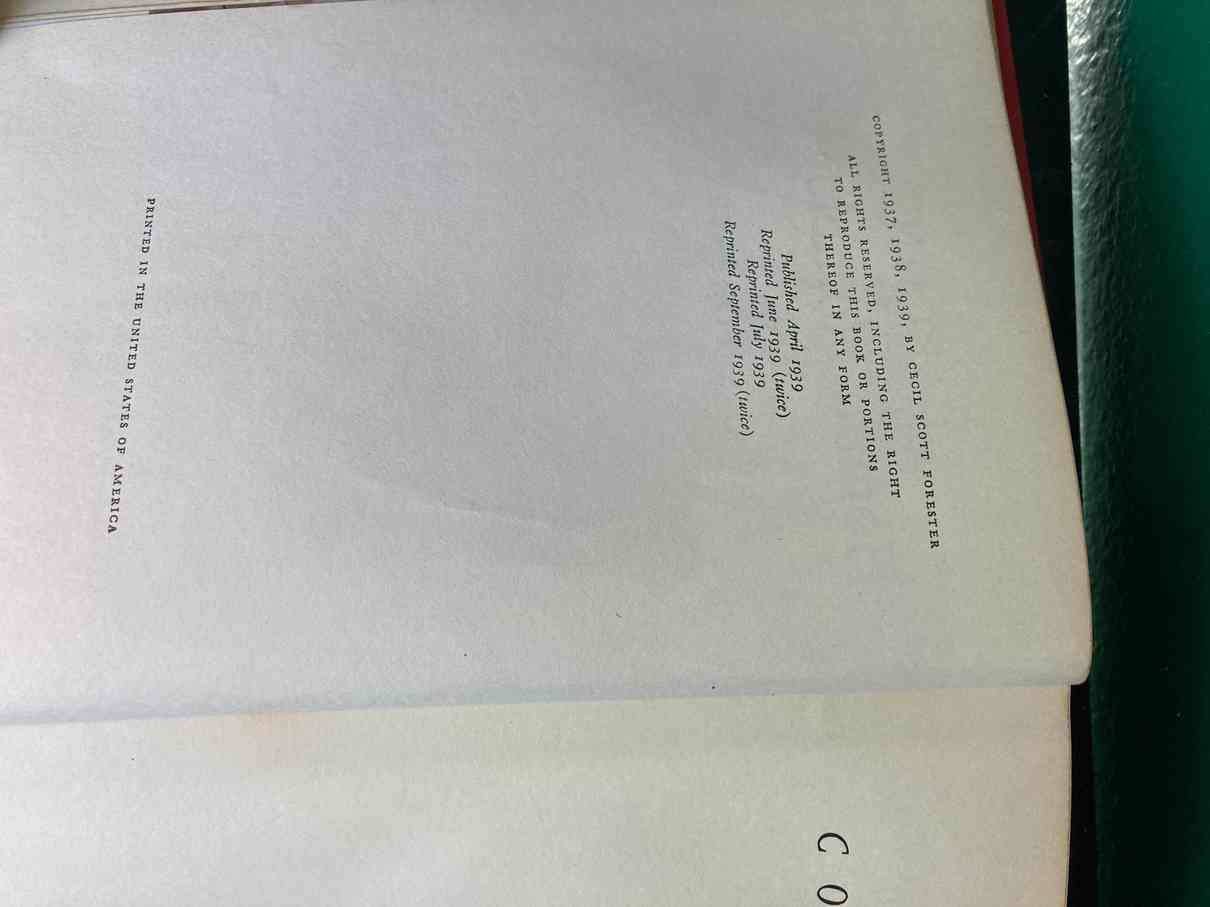 COPYRIGHT 1937, 1938, 1939, BY CECIL SCOTT FORESTER
ALL RIGHTS RESERVED, INCLUDING THE RIGHT
TO REPRODUCE THIS BOOK OR PORTIONS
THEREOF IN ANY FORM
Published April 1939
Reprinted June 1939 (twice)
Reprinted July 1939
Reprinted September 1939 (twice)
PRINTED IN THE UNITED STATES OF AMERICA
C O